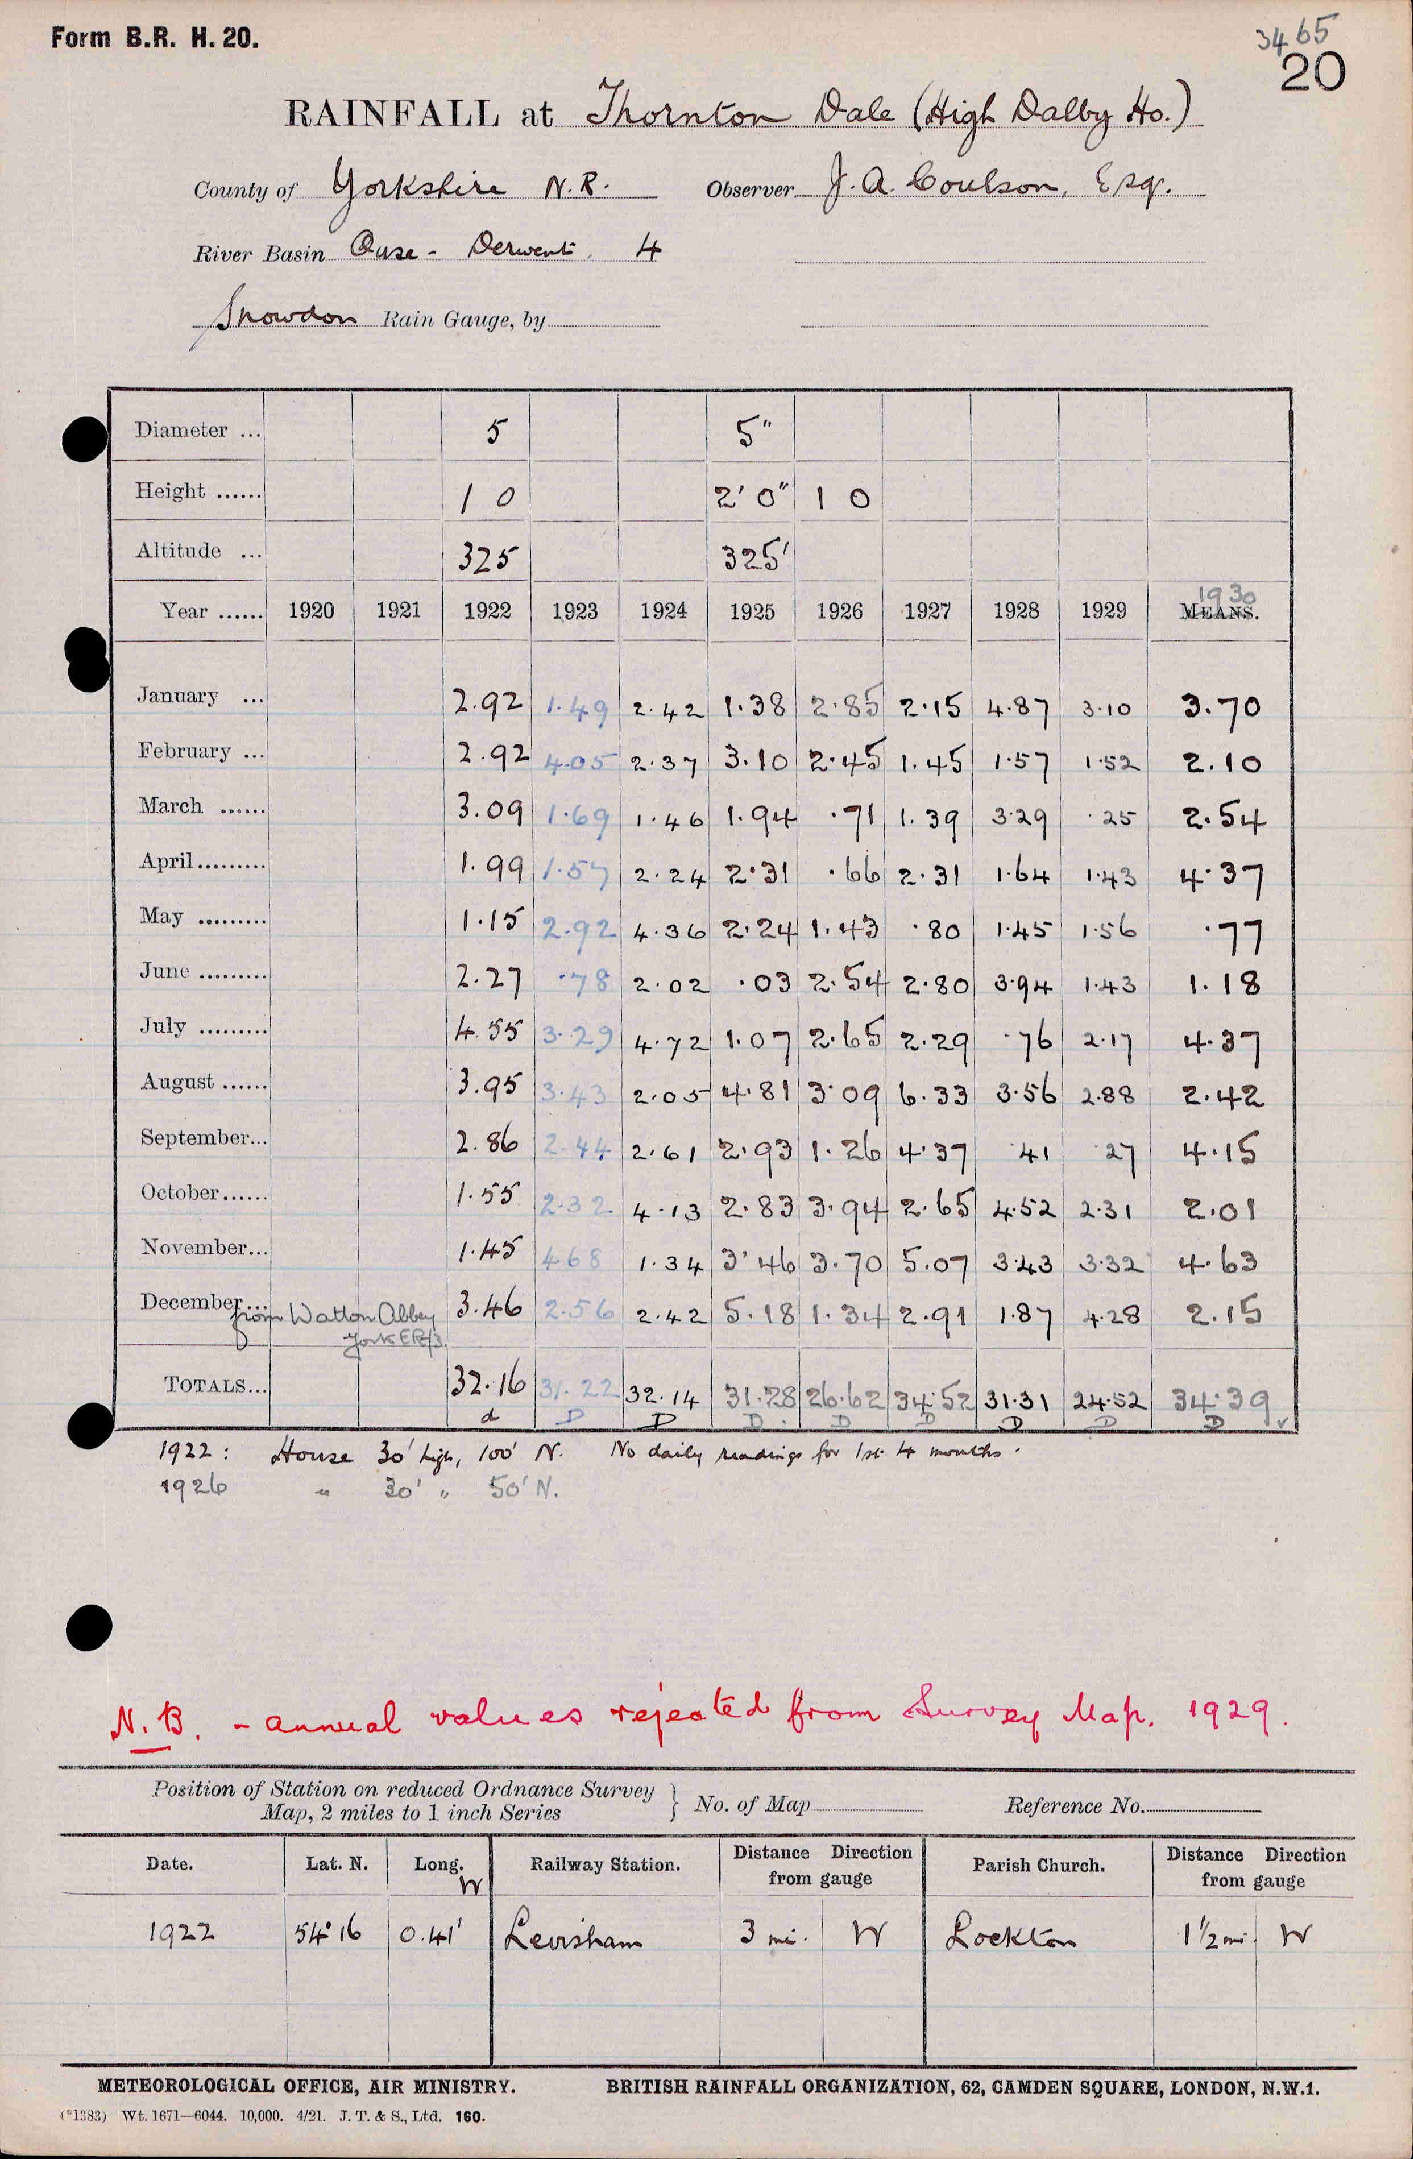 Form B.R. H. 20.
3465
20
RAINFALL at Thornton Dale (High Dalby Ho.)
County of Yorkshire N.R. Observer J. A. Coulson, Esq.
River Basin Ouse - Derwent. 4
Snowdon Rain Gauge, by
Diameter ... 5 5"
Height ...... 1 0 2' 0" 1 0
Altitude ... 325 325'
Year ...... 1920 1921 1922 1923 1924 1925 1926 1927 1928 1929 MEANS. 1930
January ... 2.92 1.49 2.42 1.38 2.85 2.15 4.87 3.10 3.70
February ... 2.92 4.05 2.37 3.10 2.45 1.45 1.57 1.52 2.10
March ...... 3.09 1.69 1.46 1.94 .71 1.39 3.29 .25 2.54
April ......... 1.99 1.57 2.24 2.31 .66 2.31 1.64 1.43 4.37
May ......... 1.15 2.92 4.36 2.24 1.43 .80 1.45 1.56 .77
June ......... 2.27 .78 2.02 .03 2.54 2.80 3.94 1.43 1.18
July ......... 4.55 3.29 4.72 1.07 2.65 2.29 .76 2.17 4.37
August ...... 3.95 3.43 2.05 4.81 3.09 6.33 3.56 2.88 2.42
September... 2.86 2.44 2.61 2.93 1.26 4.37 .41 .27 4.15
October...... 1.55 2.32 4.13 2.83 3.94 2.65 4.52 2.31 2.01
November... 1.45 4.68 1.34 3.46 3.70 5.07 3.43 3.32 4.63
December... 3.46 2.56 2.42 5.18 1.34 2.91 1.87 4.28 2.15
from Watton Abbey
York ER/3
TOTALS... 32.16 31.22 32.14 31.28 26.62 34.52 31.31 24.52 34.39
d D D D D D D D D
1922 : House 30' high, 100' N. No daily readings for 1st 4 months.
1926 " 30' " 50' N.
N.B. - annual values rejected from Survey Map. 1929.
Position of Station on reduced Ordnance Survey
Map, 2 miles to 1 inch Series } No. of Map Reference No.
Date. Lat. N. Long. W Railway Station. Distance Direction from gauge Parish Church. Distance Direction from gauge
1922 54° 16 0.41' Levisham 3 mi. W Lockton 1½ mi. W
METEOROLOGICAL OFFICE, AIR MINISTRY. BRITISH RAINFALL ORGANIZATION, 62, CAMDEN SQUARE, LONDON, N.W.1.
(*1383) Wt. 1671—6044. 10,000. 4/21. J. T. & S., Ltd. 160.